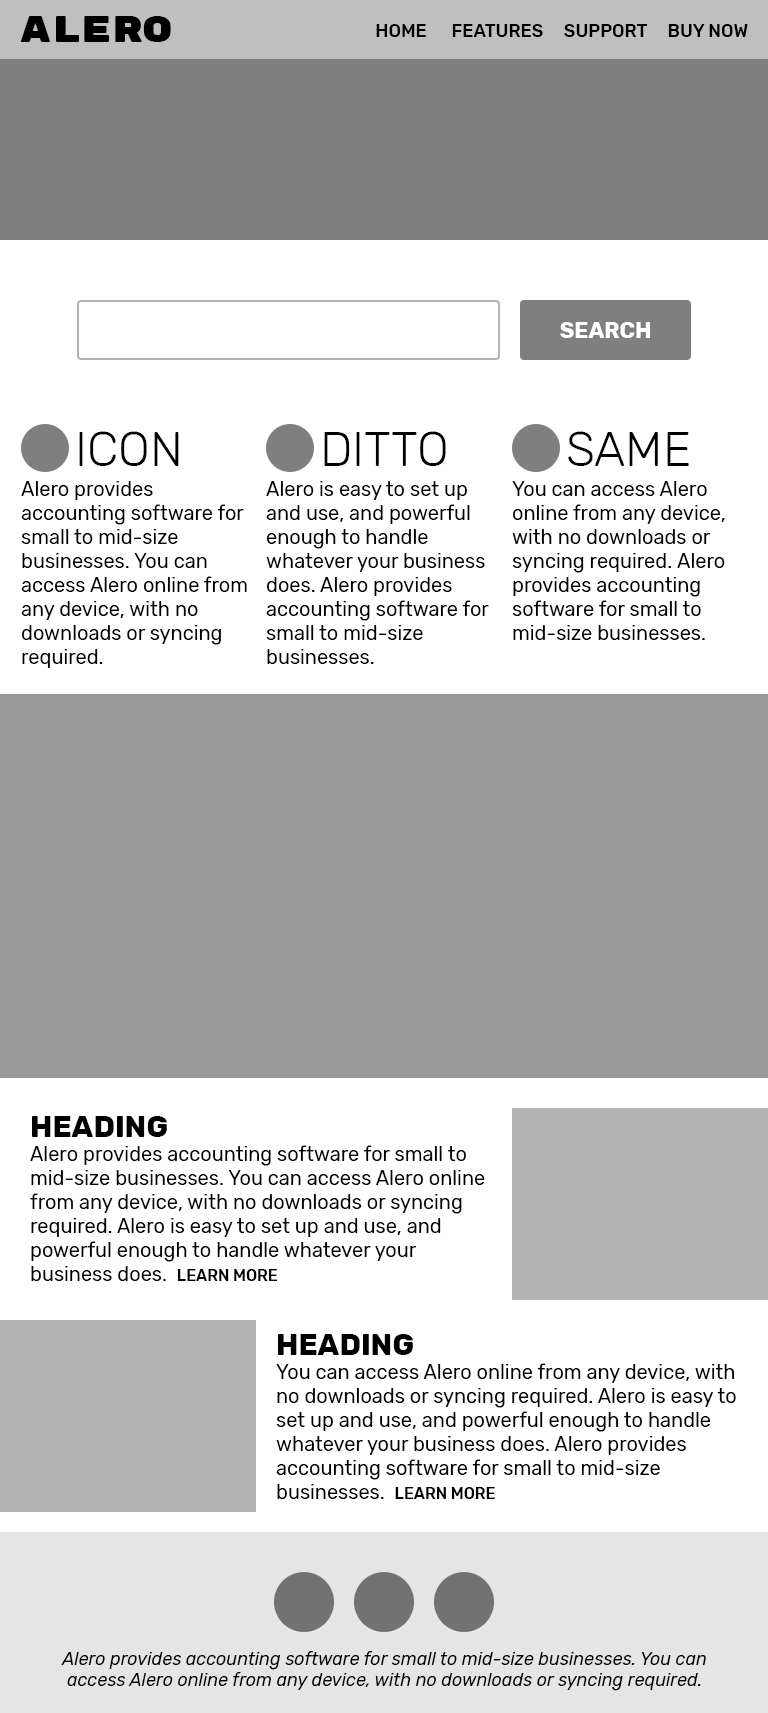 ALERO
HOME FEATURES SUPPORT BUY NOW
SEARCH
ICON
Alero provides
accounting software for
small to mid-size
businesses. You can
access Alero online from
any device, with no
downloads or syncing
required.
DITTO
Alero is easy to set up
and use, and powerful
enough to handle
whatever your business
does. Alero provides
accounting software for
small to mid-size
businesses.
SAME
You can access Alero
online from any device,
with no downloads or
syncing required. Alero
provides accounting
software for small to
mid-size businesses.
HEADING
Alero provides accounting software for small to
mid-size businesses. You can access Alero online
from any device, with no downloads or syncing
required. Alero is easy to set up and use, and
powerful enough to handle whatever your
business does. LEARN MORE
HEADING
You can access Alero online from any device, with
no downloads or syncing required. Alero is easy to
set up and use, and powerful enough to handle
whatever your business does. Alero provides
accounting software for small to mid-size
businesses. LEARN MORE
Alero provides accounting software for small to mid-size businesses. You can
access Alero online from any device, with no downloads or syncing required.